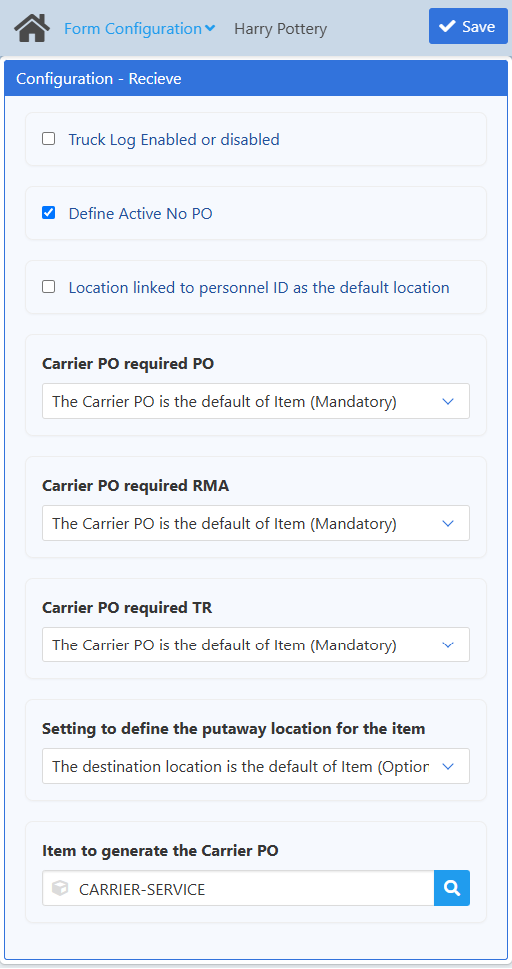 Form Configuration Harry Pottery Save
Configuration - Recieve
Truck Log Enabled or disabled
Define Active No PO
Location linked to personnel ID as the default location
Carrier PO required PO
The Carrier PO is the default of Item (Mandatory)
Carrier PO required RMA
The Carrier PO is the default of Item (Mandatory)
Carrier PO required TR
The Carrier PO is the default of Item (Mandatory)
Setting to define the putaway location for the item
The destination location is the default of Item (Option
Item to generate the Carrier PO
CARRIER-SERVICE